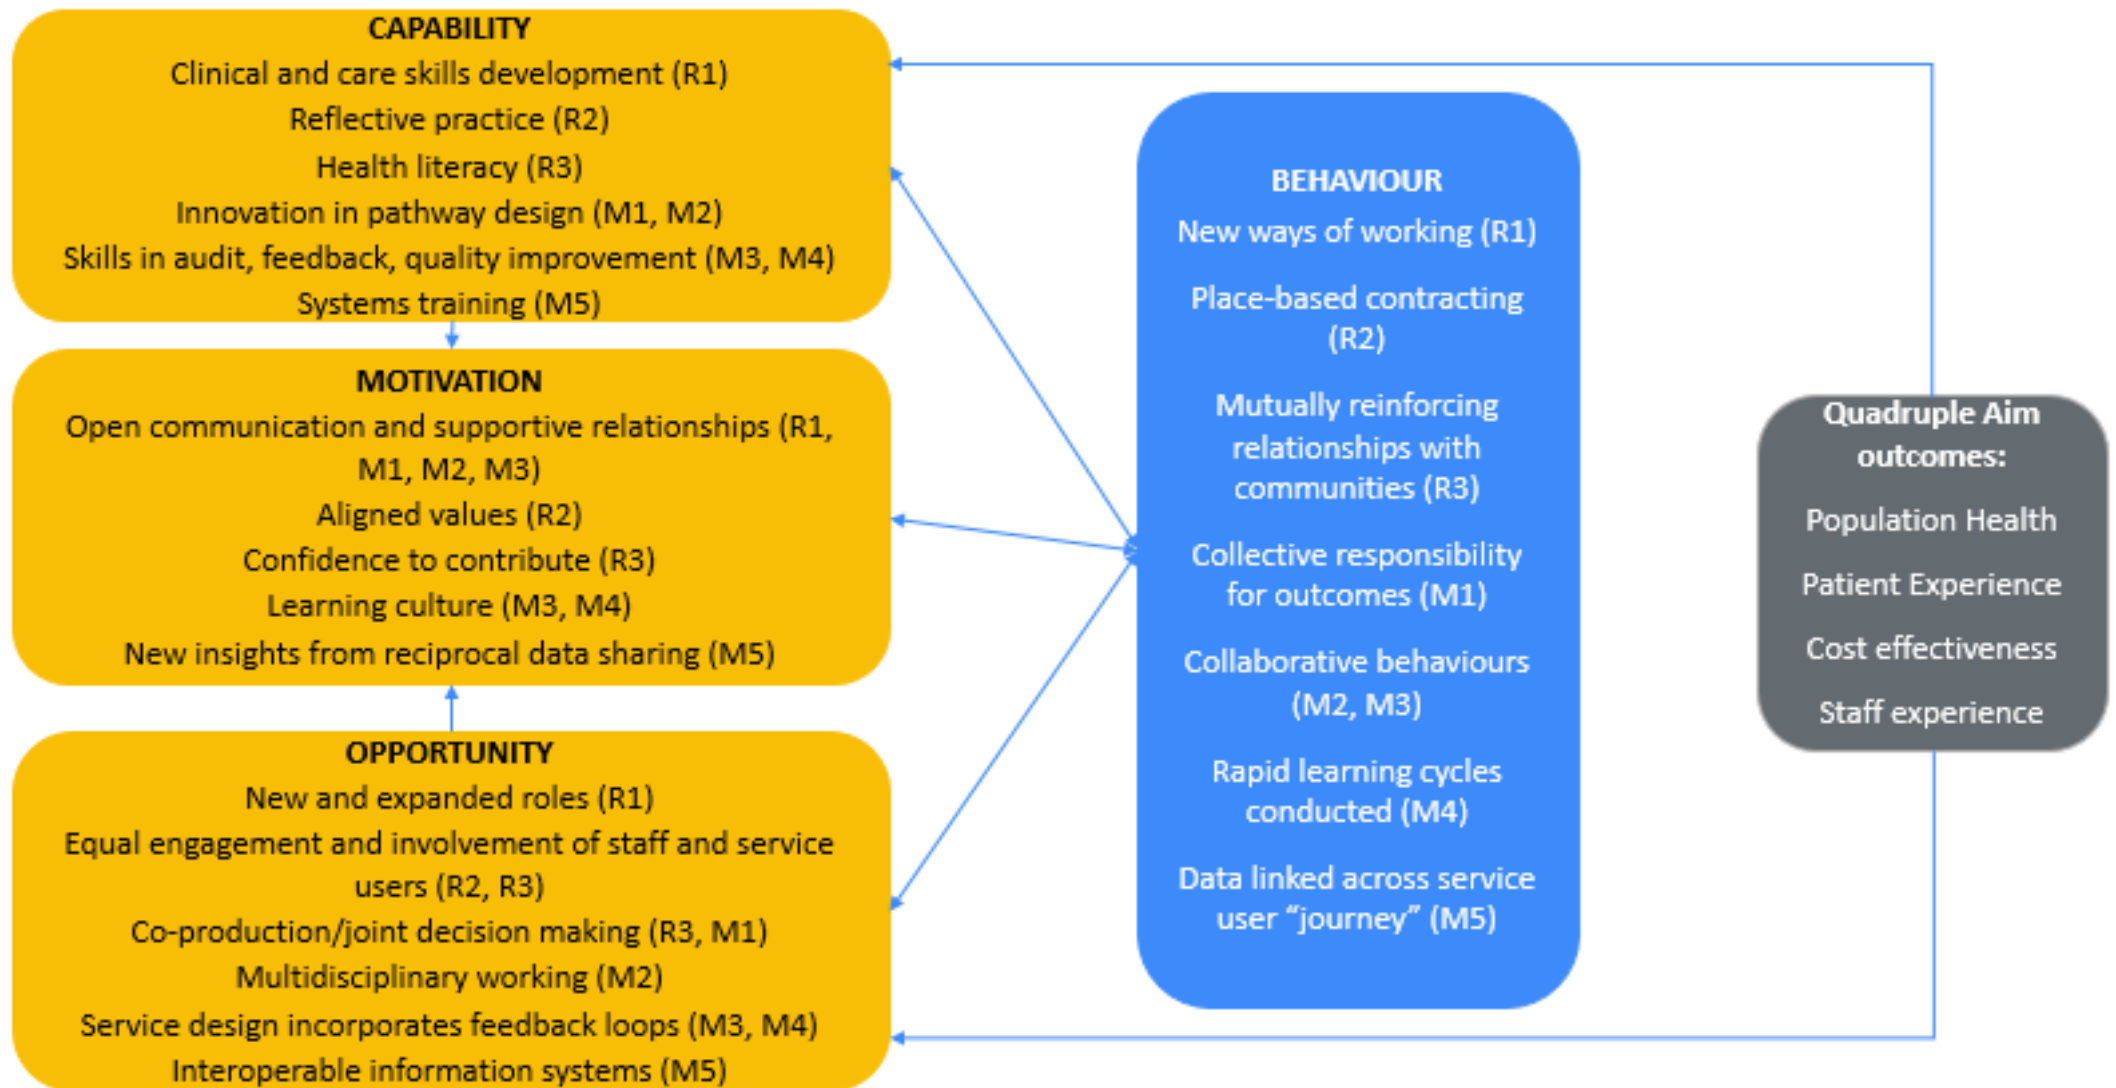 CAPABILITY
Clinical and care skills development (R1)
Reflective practice (R2)
Health literacy (R3)
Innovation in pathway design (M1, M2)
Skills in audit, feedback, quality improvement (M3, M4)
Systems training (M5)
MOTIVATION
Open communication and supportive relationships (R1,
M1, M2, M3)
Aligned values (R2)
Confidence to contribute (R3)
Learning culture (M3, M4)
New insights from reciprocal data sharing (M5)
OPPORTUNITY
New and expanded roles (R1)
Equal engagement and involvement of staff and service
users (R2, R3)
Co-production/joint decision making (R3, M1)
Multidisciplinary working (M2)
Service design incorporates feedback loops (M3, M4)
Interoperable information systems (M5)
BEHAVIOUR
New ways of working (R1)
Place-based contracting
(R2)
Mutually reinforcing
relationships with
communities (R3)
Collective responsibility
for outcomes (M1)
Collaborative behaviours
(M2, M3)
Rapid learning cycles
conducted (M4)
Data linked across service
user “journey” (M5)
Quadruple Aim
outcomes:
Population Health
Patient Experience
Cost effectiveness
Staff experience